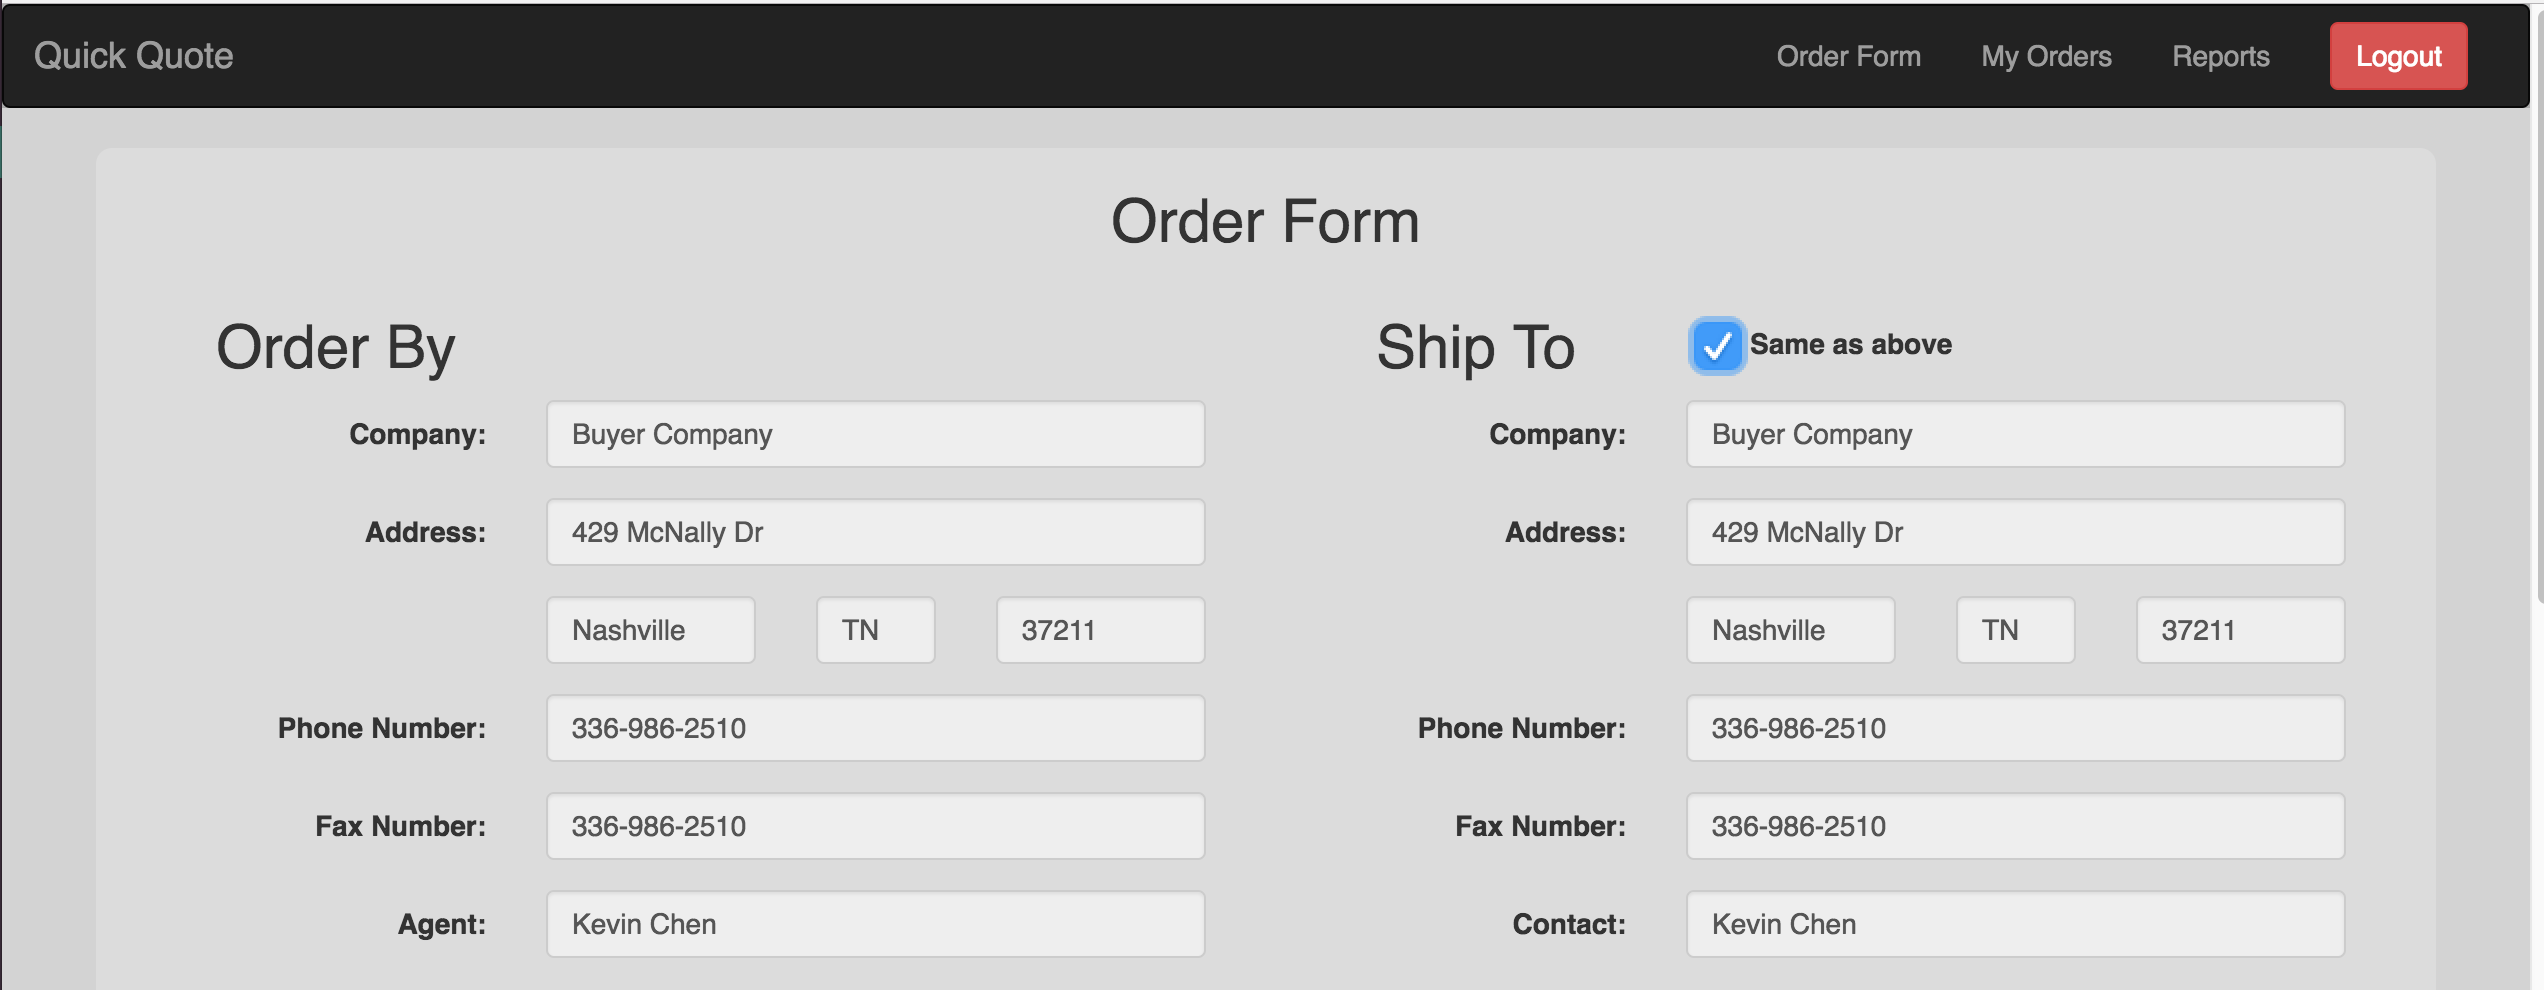 Quick Quote Order Form My Orders Reports Logout
Order Form
Order By
Company: Buyer Company
Address: 429 McNally Dr
Nashville TN 37211
Phone Number: 336-986-2510
Fax Number: 336-986-2510
Agent: Kevin Chen
Ship To Same as above
Company: Buyer Company
Address: 429 McNally Dr
Nashville TN 37211
Phone Number: 336-986-2510
Fax Number: 336-986-2510
Contact: Kevin Chen